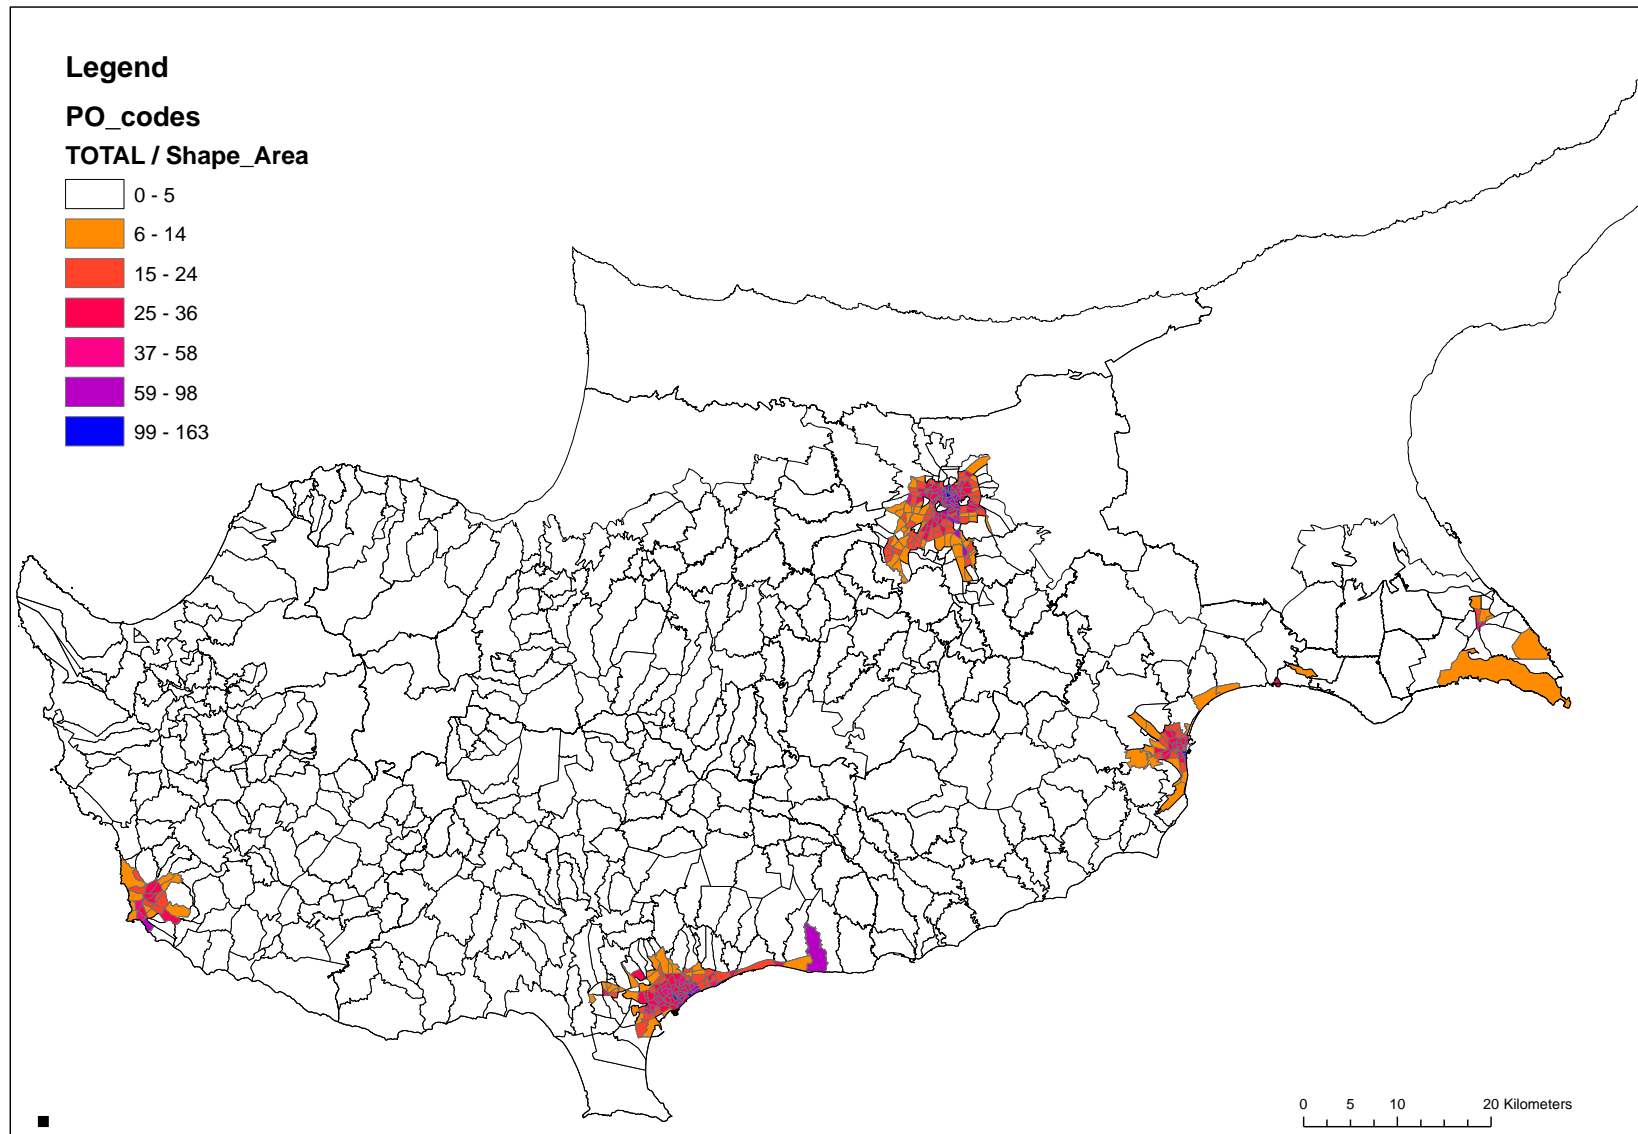 Legend
PO_codes
TOTAL / Shape_Area
0 - 5
6 - 14
15 - 24
25 - 36
37 - 58
59 - 98
99 - 163
0 5 10 20 Kilometers